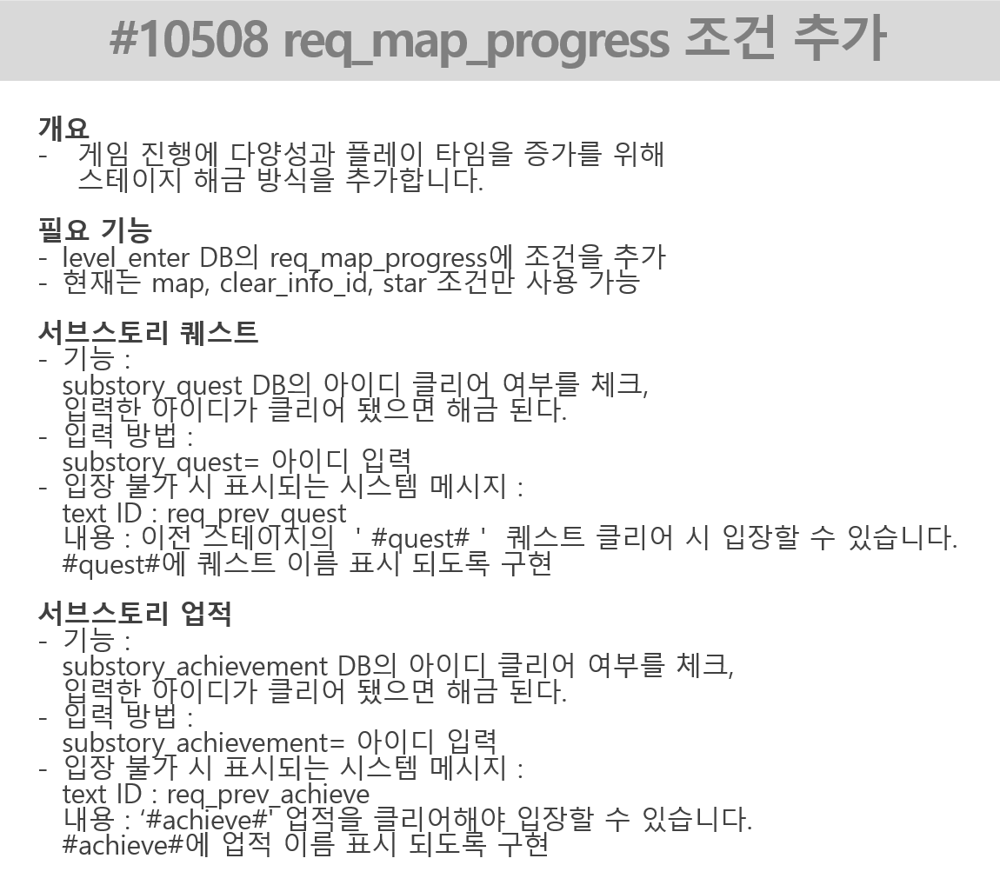 #10508 req_map_progress 조건 추가
개요
- 게임 진행에 다양성과 플레이 타임을 증가를 위해
스테이지 해금 방식을 추가합니다.
필요 기능
- level_enter DB의 req_map_progress에 조건을 추가
- 현재는 map, clear_info_id, star 조건만 사용 가능
서브스토리 퀘스트
- 기능 :
substory_quest DB의 아이디 클리어 여부를 체크,
입력한 아이디가 클리어 됐으면 해금 된다.
- 입력 방법 :
substory_quest= 아이디 입력
- 입장 불가 시 표시되는 시스템 메시지 :
text ID : req_prev_quest
내용 : 이전 스테이지의 ' #quest# ' 퀘스트 클리어 시 입장할 수 있습니다.
#quest#에 퀘스트 이름 표시 되도록 구현
서브스토리 업적
- 기능 :
substory_achievement DB의 아이디 클리어 여부를 체크,
입력한 아이디가 클리어 됐으면 해금 된다.
- 입력 방법 :
substory_achievement= 아이디 입력
- 입장 불가 시 표시되는 시스템 메시지 :
text ID : req_prev_achieve
내용 : ‘#achieve#' 업적을 클리어해야 입장할 수 있습니다.
#achieve#에 업적 이름 표시 되도록 구현